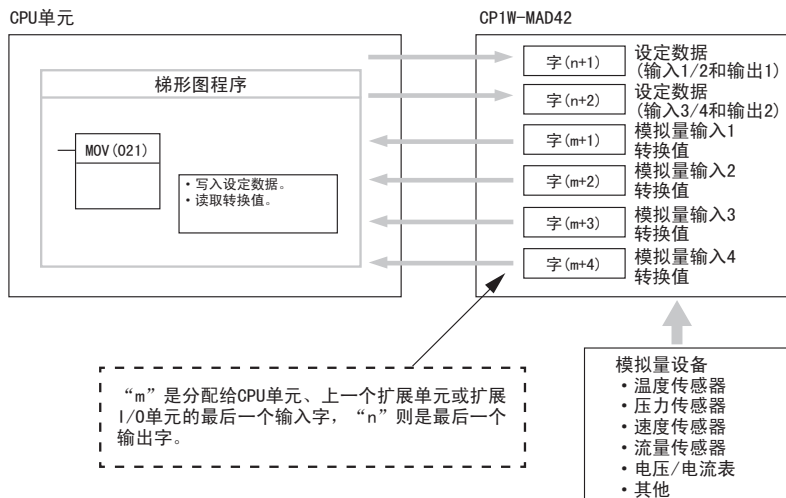 CPU单元
CP1W-MAD42
梯形图程序
MOV(021)
・写入设定数据。
・读取转换值。
字(n+1)
设定数据
(输入1/2和输出1)
字(n+2)
设定数据
(输入3/4和输出2)
字(m+1)
模拟量输入1
转换值
字(m+2)
模拟量输入2
转换值
字(m+3)
模拟量输入3
转换值
字(m+4)
模拟量输入4
转换值
“m”是分配给CPU单元、上一个扩展单元或扩展
I/O单元的最后一个输入字，“n”则是最后一个
输出字。
模拟量设备
・温度传感器
・压力传感器
・速度传感器
・流量传感器
・电压/电流表
・其他